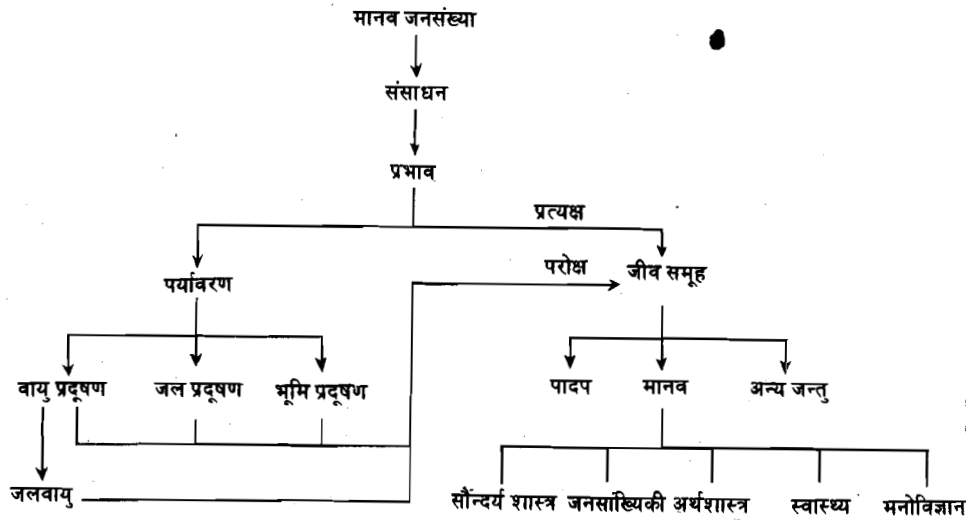 मानव जनसंख्या
संसाधन
प्रभाव
प्रत्यक्ष
पर्यावरण
परोक्ष
जीव समूह
वायु प्रदूषण जल प्रदूषण भूमि प्रदूषण
पादप मानव अन्य जन्तु
जलवायु
सौंन्दर्य शास्त्र जनसांख्यिकी अर्थशास्त्र स्वास्थ्य मनोविज्ञान